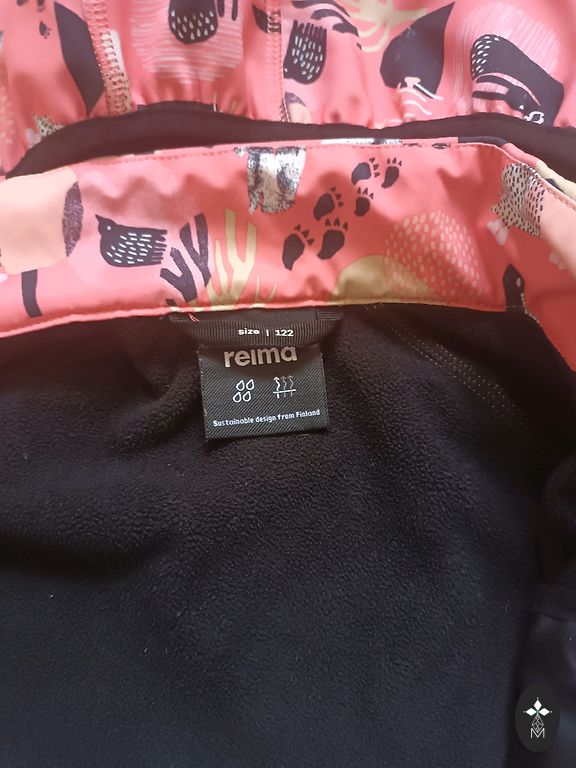 size | 122
reima
Sustainable design from Finland
M